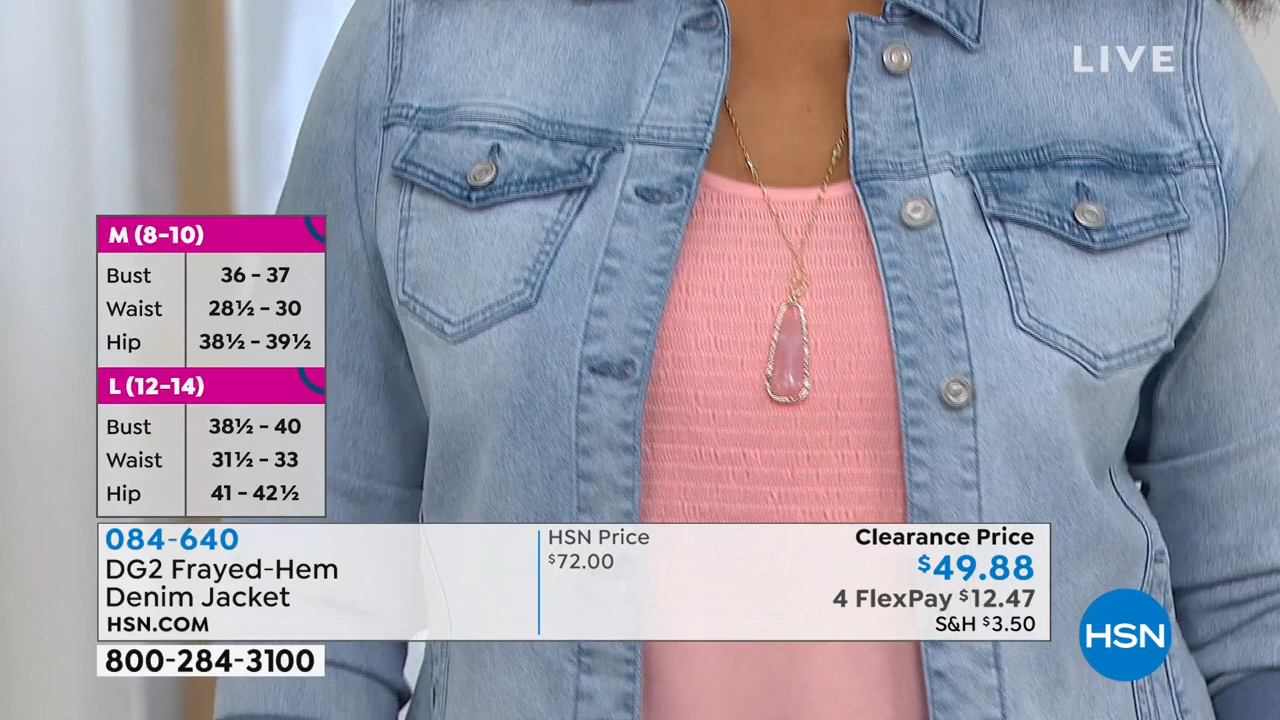 LIVE
M (8-10)
Bust 36 - 37
Waist 28½ - 30
Hip 38½ - 39½
L (12-14)
Bust 38½ - 40
Waist 31½ - 33
Hip 41 - 42½
084-640
DG2 Frayed-Hem
Denim Jacket
HSN.COM
HSN Price
$72.00
Clearance Price
$49.88
4 FlexPay $12.47
S&H $3.50
HSN
800-284-3100